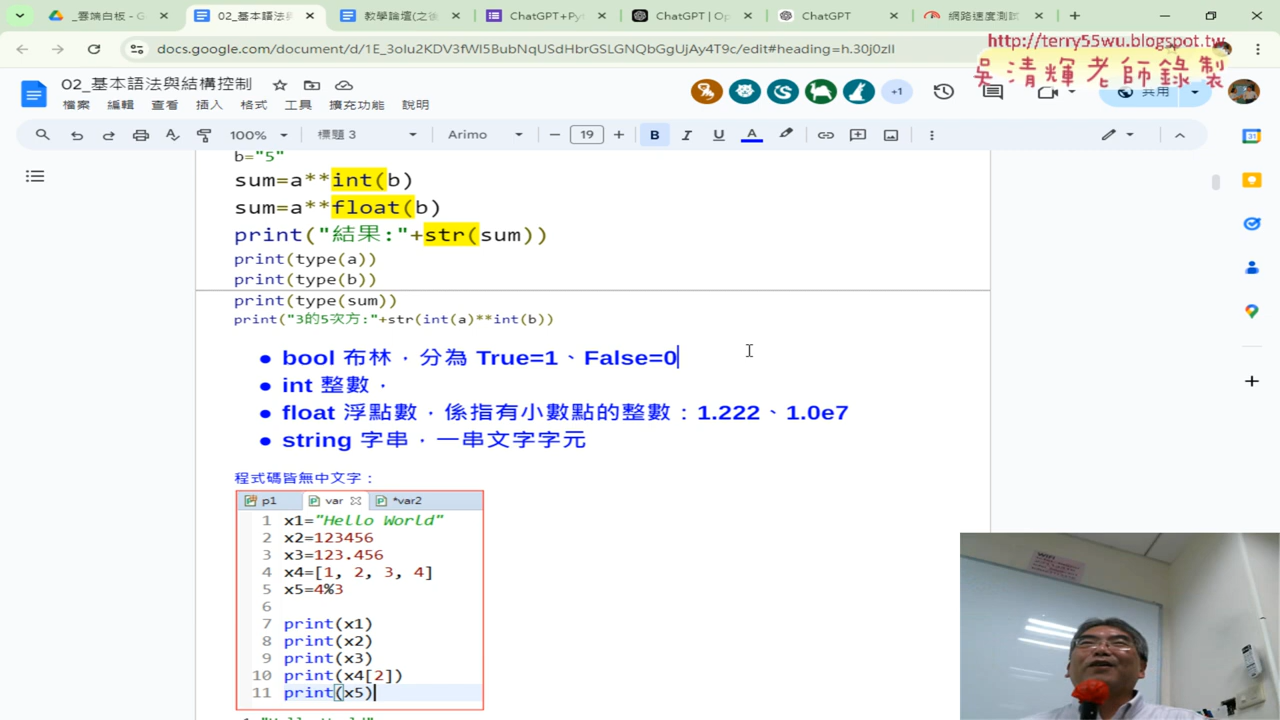 _雲端白板 - G
02_基本語法與
教學論壇(之後
ChatGPT+Py
ChatGPT | Op
ChatGPT
網路速度測試
docs.google.com/document/d/1E_3oIu2KDV3fWI5BubNqUSdHbrGSLGNQbGgUjAy4T9c/edit#heading=h.30j0zll
http://terry55wu.blogspot.tw
吳清輝老師錄製
02_基本語法與結構控制
檔案 編輯 查看 插入 格式 工具 擴充功能 說明
+1
共用
100% 標題 3 Arimo 19 B I U A
b="5"
sum=a**int(b)
sum=a**float(b)
print("結果:"+str(sum))
print(type(a))
print(type(b))
print(type(sum))
print("3的5次方:"+str(int(a)**int(b))
● bool 布林，分為 True=1、False=0
● int 整數，
● float 浮點數，係指有小數點的整數：1.222、1.0e7
● string 字串，一串文字字元
程式碼皆無中文字：
p1 var *var2
1 x1="Hello World"
2 x2=123456
3 x3=123.456
4 x4=[1, 2, 3, 4]
5 x5=4%3
6
7 print(x1)
8 print(x2)
9 print(x3)
10 print(x4[2])
11 print(x5)